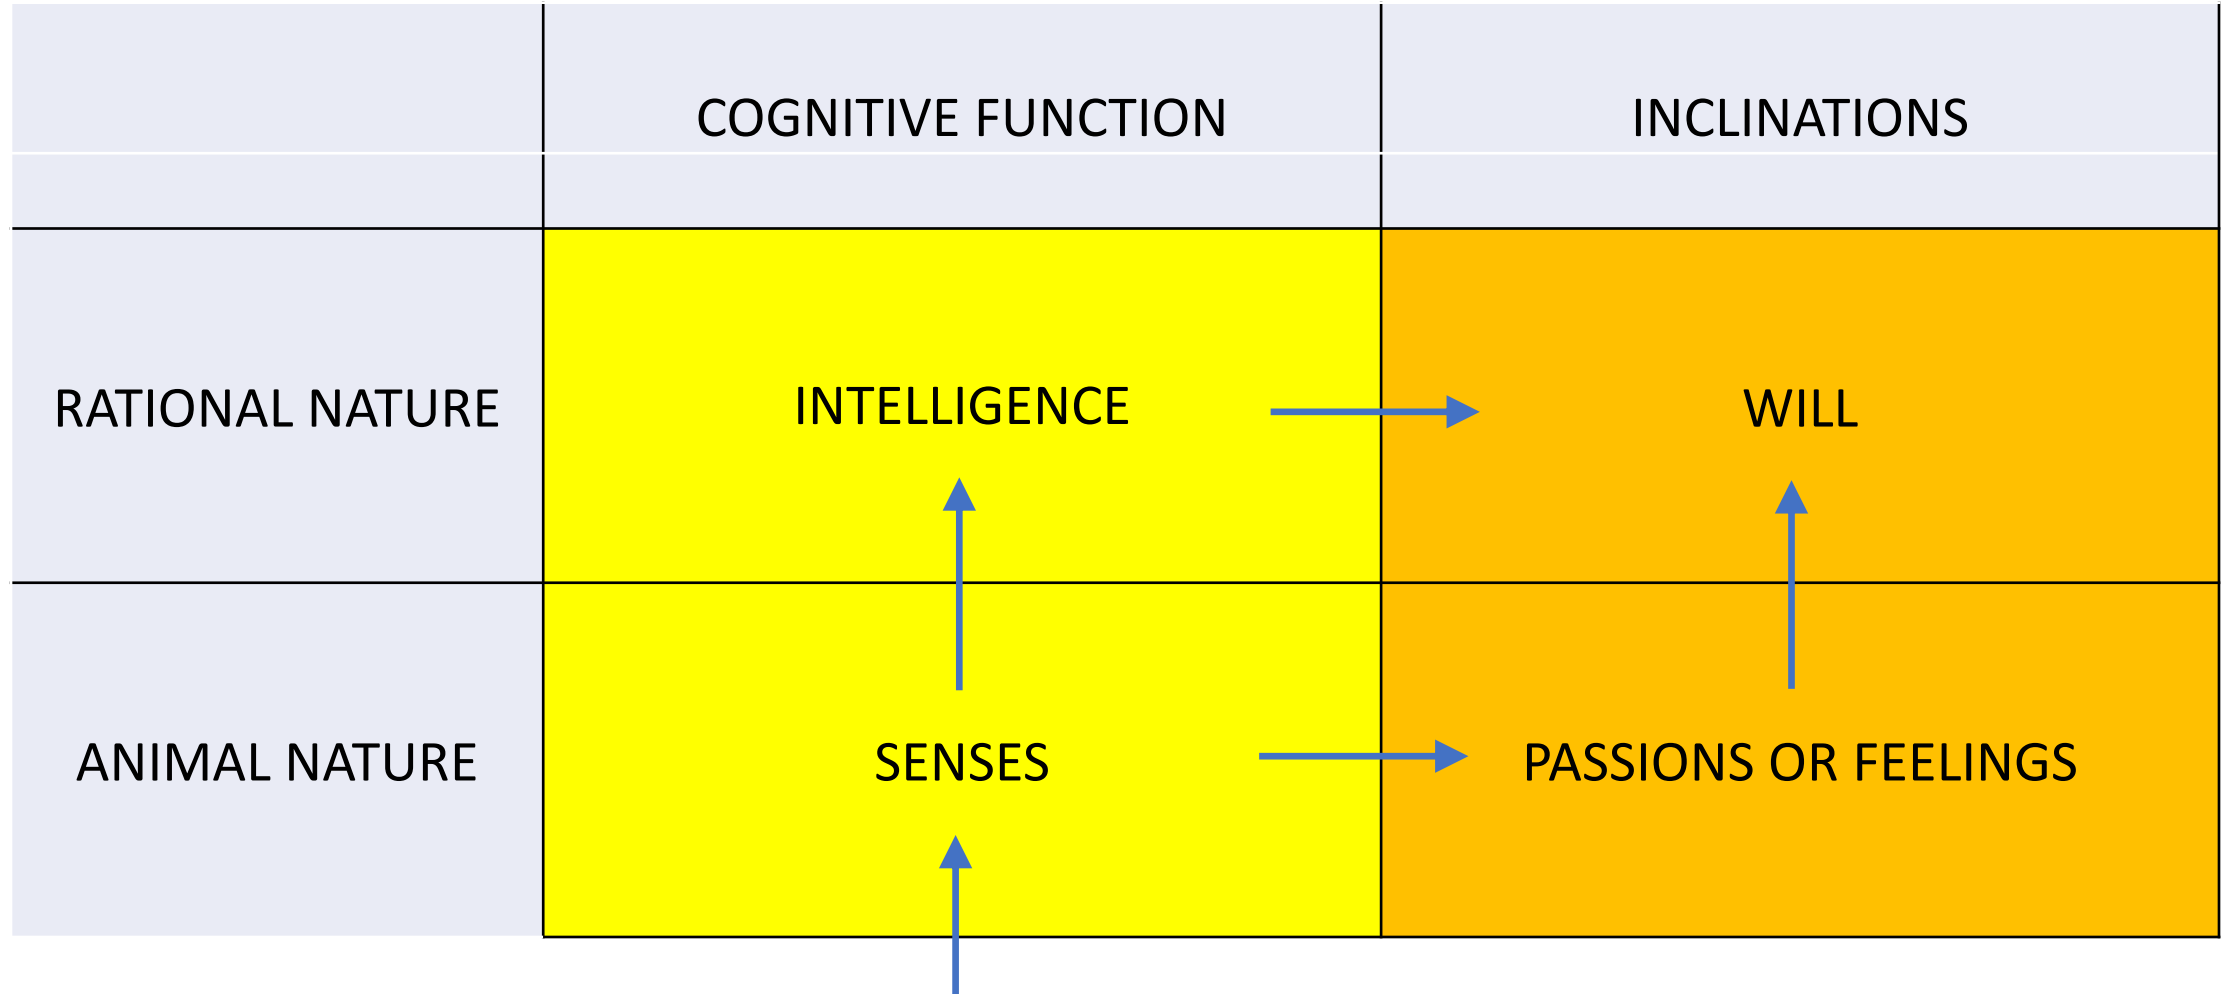 COGNITIVE FUNCTION
INCLINATIONS
RATIONAL NATURE
INTELLIGENCE
WILL
ANIMAL NATURE
SENSES
PASSIONS OR FEELINGS